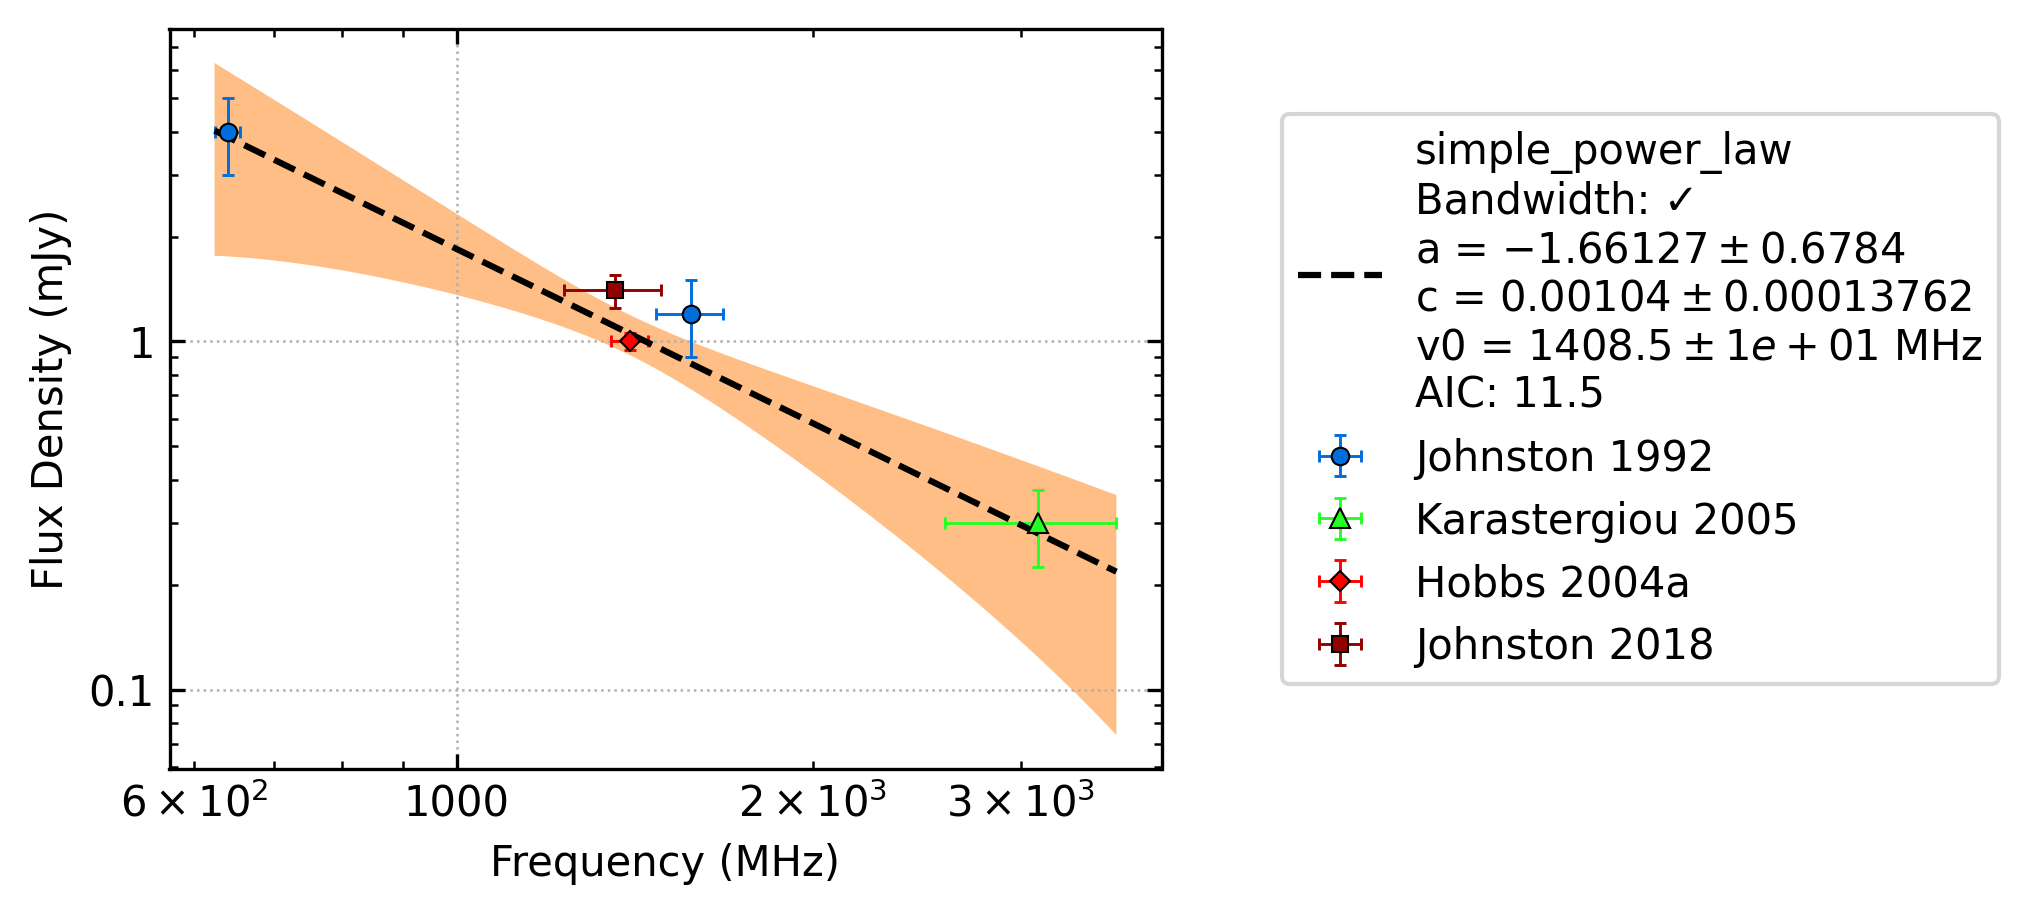 Flux Density (mJy)
1
0.1
6 × 10²
1000
2 × 10³
3 × 10³
Frequency (MHz)
simple_power_law
Bandwidth: ✓
a = −1.66127 ± 0.6784
c = 0.00104 ± 0.00013762
v0 = 1408.5 ± 1e + 01 MHz
AIC: 11.5
Johnston 1992
Karastergiou 2005
Hobbs 2004a
Johnston 2018